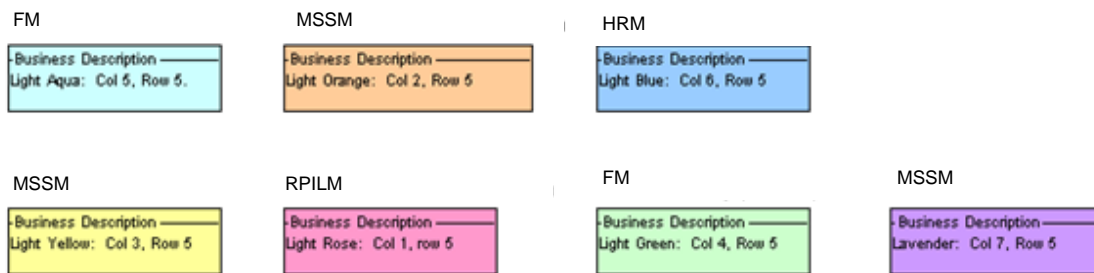 FM
MSSM
HRM
Business Description
Light Aqua: Col 5, Row 5.
Business Description
Light Orange: Col 2, Row 5
Business Description
Light Blue: Col 6, Row 5
MSSM
RPILM
FM
MSSM
Business Description
Light Yellow: Col 3, Row 5
Business Description
Light Rose: Col 1, row 5
Business Description
Light Green: Col 4, Row 5
Business Description
Lavender: Col 7, Row 5